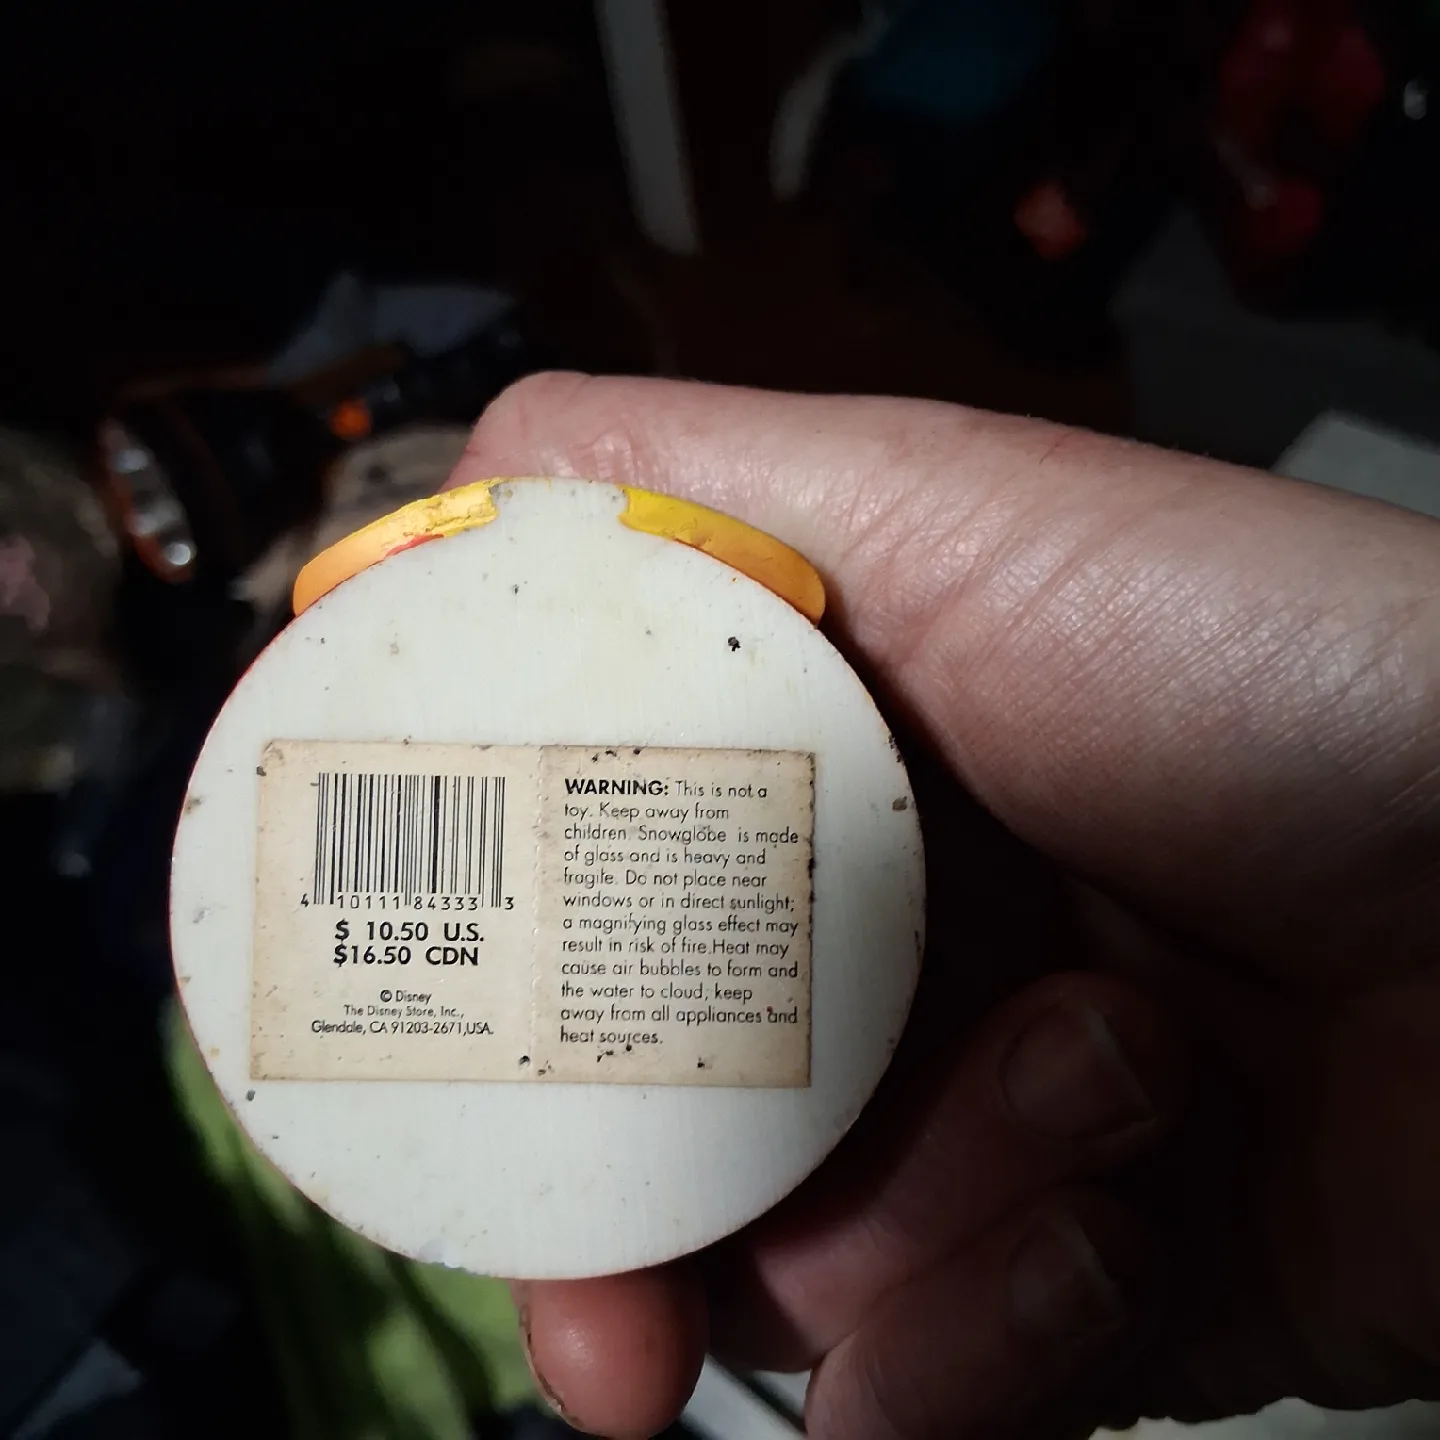 4 10111 84333 3
$ 10.50 U.S.
$16.50 CDN
© Disney
The Disney Store, Inc.,
Glendale, CA 91203-2671,USA.
WARNING: This is not a
toy. Keep away from
children. Snowglobe is made
of glass and is heavy and
fragile. Do not place near
windows or in direct sunlight;
a magnifying glass effect may
result in risk of fire.Heat may
cause air bubbles to form and
the water to cloud; keep
away from all appliances and
heat sources.